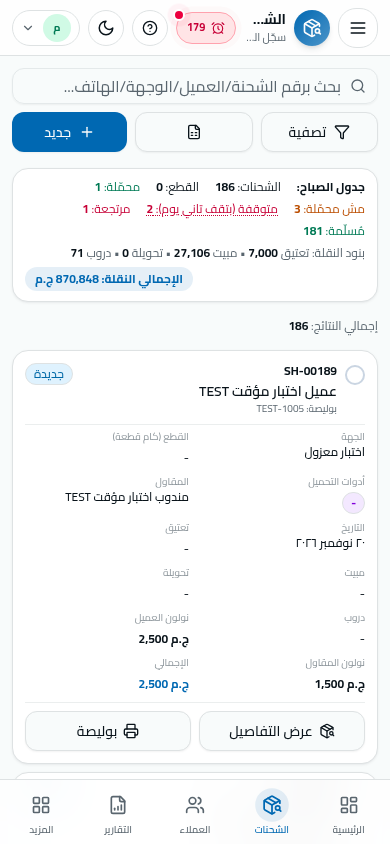 الشـ...
سجّل الـ...
179
م
بحث برقم الشحنة/العميل/الوجهة/الهاتف...
تصفية
جديد
جدول الصباح: الشحنات: 186 القطع: 0 محمّلة: 1
مش محمّلة: 3 متوقفة (بتقف تاني يوم): 2 مرتجعة: 1
مُسلّمة: 181
بنود النقلة: تعتيق 7,000 • مبيت 27,106 • تحويلة 0 • دروب 71
الإجمالي النقلة: 870,848 ج.م
إجمالي النتائج: 186
SH-00189
جديدة
عميل اختبار مؤقت TEST
بوليصة: TEST-1005
الجهة
القطع (كام قطعة)
اختبار معزول
-
أدوات التحميل
المقاول
-
مندوب اختبار مؤقت TEST
التاريخ
تعتيق
٢٠ نوفمبر ٢٠٢٦
-
مبيت
تحويلة
-
-
دروب
نولون العميل
-
2,500 ج.م
نولون المقاول
الإجمالي
1,500 ج.م
2,500 ج.م
عرض التفاصيل
بوليصة
الرئيسية
الشحنات
العملاء
التقارير
المزيد